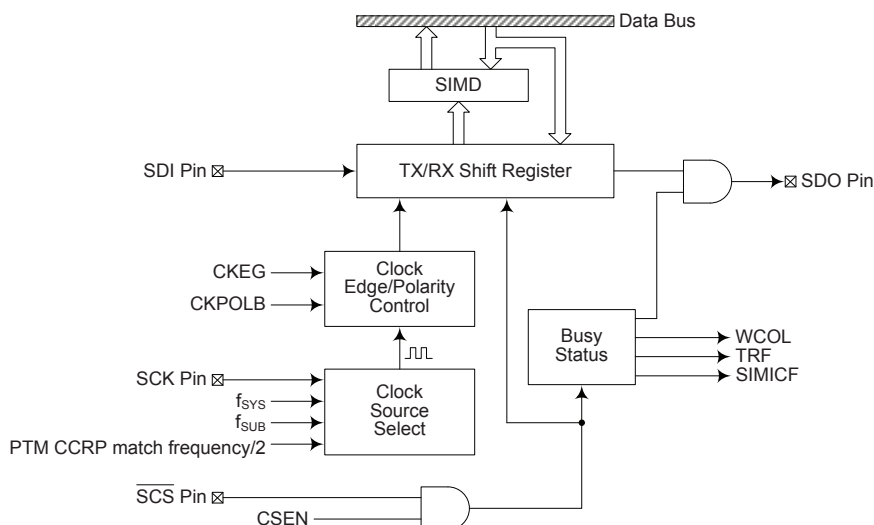 Data Bus
SIMD
SDI Pin
TX/RX Shift Register
SDO Pin
CKEG
CKPOLB
Clock
Edge/Polarity
Control
Busy
Status
WCOL
TRF
SIMICF
SCK Pin
fSYS
fSUB
PTM CCRP match frequency/2
Clock
Source
Select
SCS Pin
CSEN